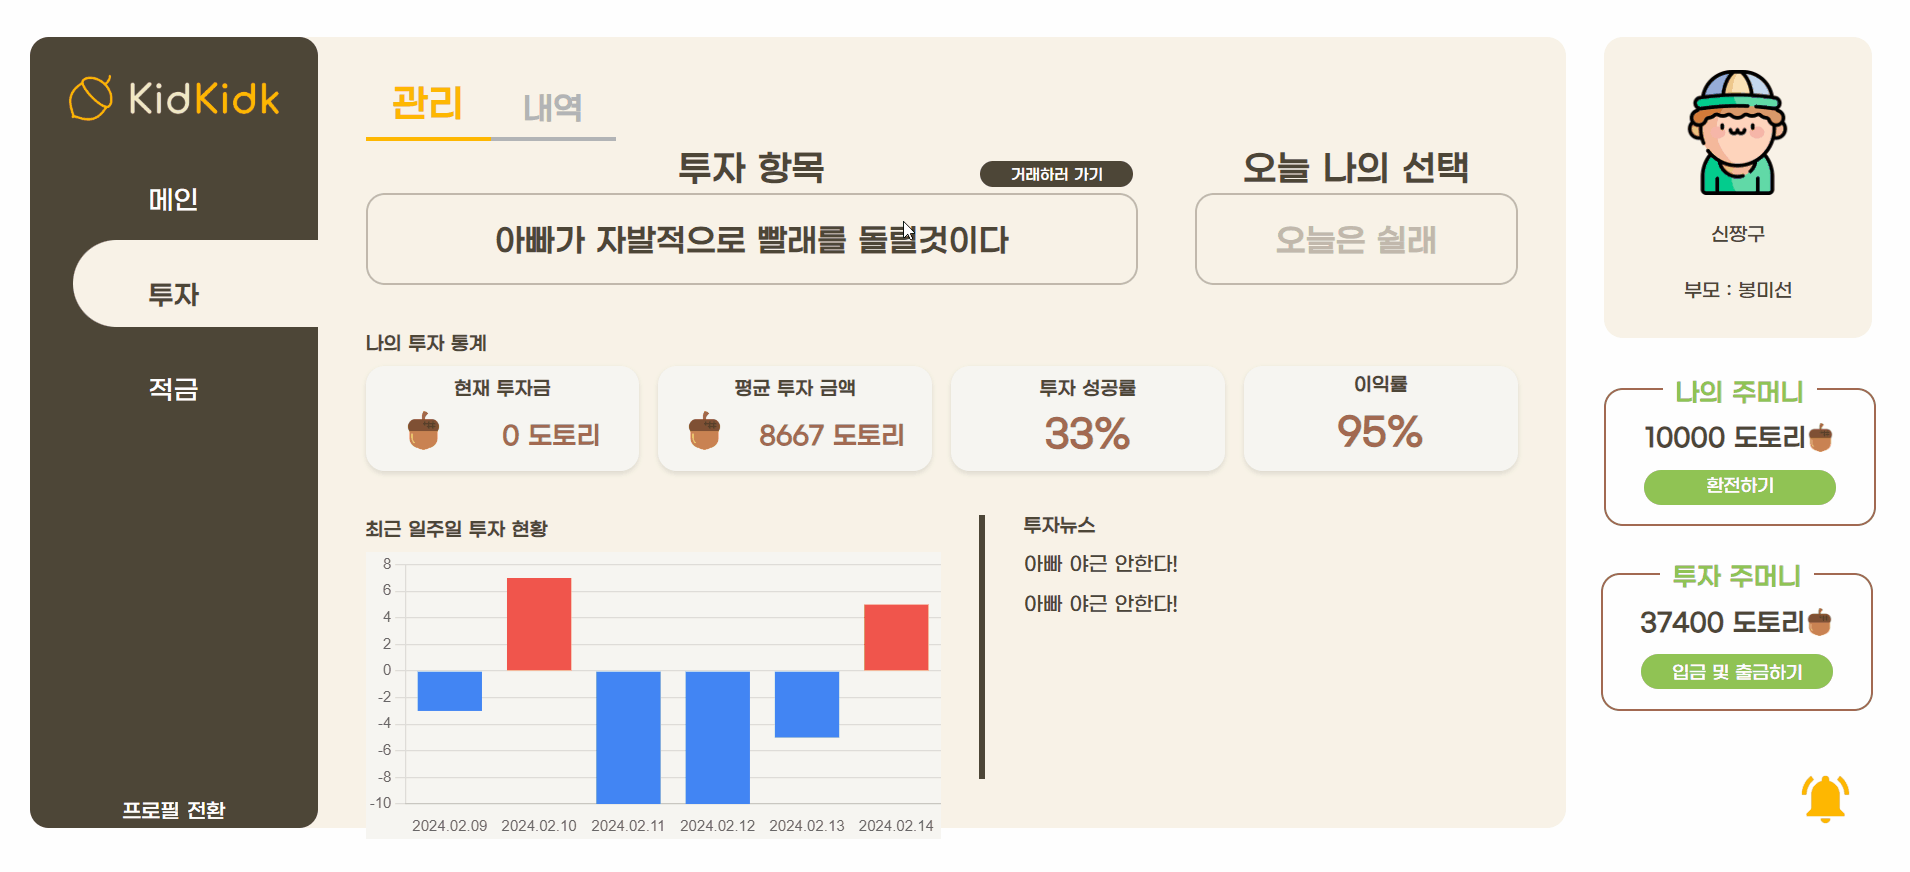 KidKidk
메인
투자
적금
프로필 전환
관리
내역
투자 항목
거래하러 가기
아빠가 자발적으로 빨래를 돌릴것이다
오늘 나의 선택
오늘은 쉴래
나의 투자 통계
현재 투자금
0 도토리
평균 투자 금액
8667 도토리
투자 성공률
33%
이익률
95%
최근 일주일 투자 현황
8
6
4
2
0
-2
-4
-6
-8
-10
2024.02.09 2024.02.10 2024.02.11 2024.02.12 2024.02.13 2024.02.14
투자뉴스
아빠 야근 안한다!
아빠 야근 안한다!
신짱구
부모 : 봉미선
나의 주머니
10000 도토리
환전하기
투자 주머니
37400 도토리
입금 및 출금하기